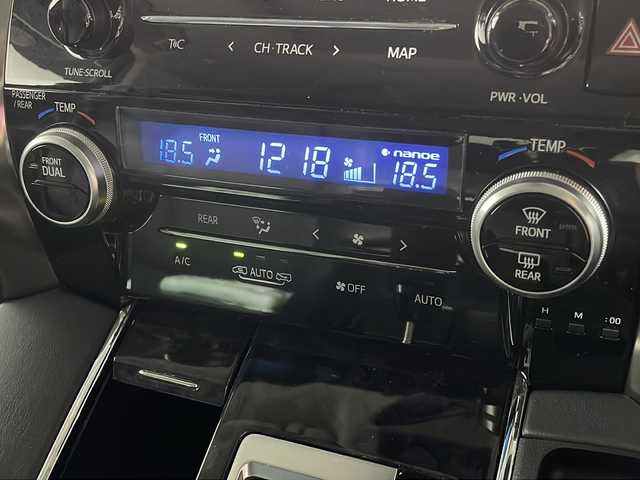 HOME
T◦C
‹ CH·TRACK ›
MAP
TUNE·SCROLL
PWR·VOL
PASSENGER
/ REAR
TEMP
TEMP
FRONT
DUAL
18.5
FRONT
12 18
nanoe
18.5
FRONT
REAR
REAR
A/C
AUTO
OFF
AUTO
H M :00